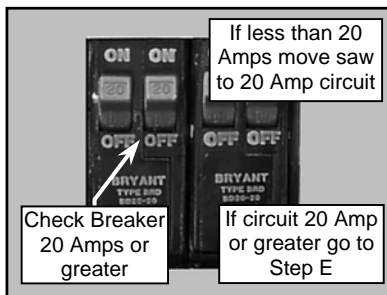 If less than 20
Amps move saw
to 20 Amp circuit
ON ON
20 20
OFF OFF OFF OFF
BRYANT BRYANT
TYPE BRD TYPE BRD
Check Breaker
20 Amps or
greater
If circuit 20 Amp
or greater go to
Step E